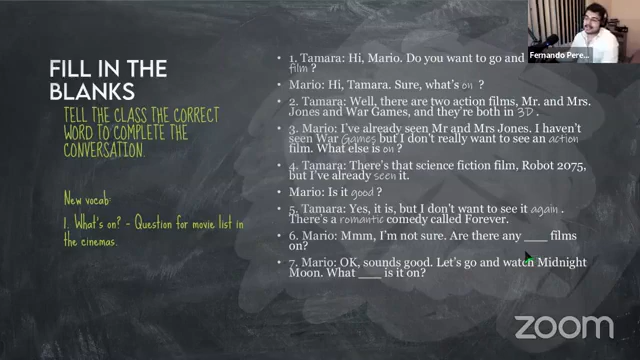 FILL IN THE
BLANKS
TELL THE CLASS THE CORRECT
WORD TO COMPLETE THE
CONVERSATION.
New vocab:
1. What's on? - Question for movie list in
the cinemas.
1. Tamara: Hi, Mario. Do you want to go and
film ?
Mario: Hi, Tamara. Sure, what's on ?
2. Tamara: Well, there are two action films, Mr. and Mrs.
Jones and War Games, and they're both in 3D .
3. Mario: I've already seen Mr and Mrs Jones. I haven't
seen War Games but I don't really want to see an action
film. What else is on ?
4. Tamara: There's that science fiction film, Robot 2075,
but I've already seen it.
Mario: Is it good ?
5. Tamara: Yes, it is, but I don't want to see it again .
There's a romantic comedy called Forever.
6. Mario: Mmm, I'm not sure. Are there any ___ films
on?
7. Mario: OK, sounds good. Let's go and watch Midnight
Moon. What ___ is it on?
Fernando Pere...
zoom